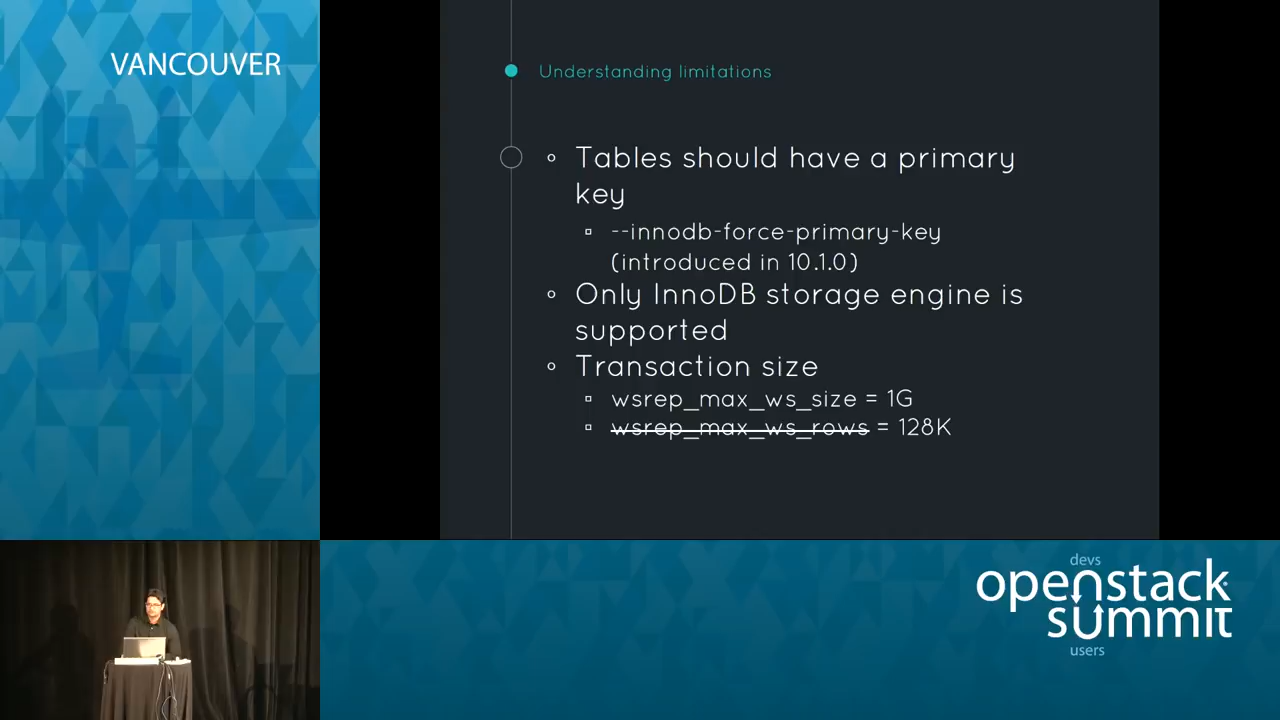 VANCOUVER
Understanding limitations
Tables should have a primary
key
--innodb-force-primary-key
(introduced in 10.1.0)
Only InnoDB storage engine is
supported
Transaction size
wsrep_max_ws_size = 1G
wsrep_max_ws_rows = 128K
devs
openstack
summit
users